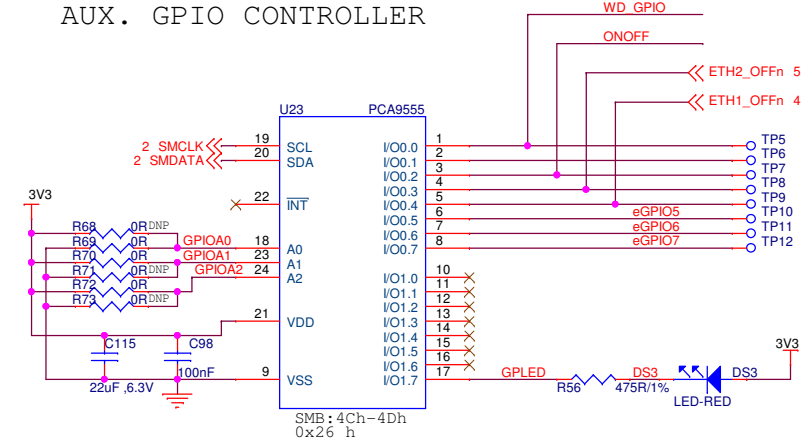 AUX. GPIO CONTROLLER
WD_GPIO
ONOFF
ETH2_OFFn 5
ETH1_OFFn 4
U23 PCA9555
2 SMCLK 19 SCL I/O0.0 1 TP5
2 SMDATA 20 SDA I/O0.1 2 TP6
I/O0.2 3 TP7
22 INT I/O0.3 4 TP8
I/O0.4 5 TP9
I/O0.5 6 eGPIO5 TP10
I/O0.6 7 eGPIO6 TP11
I/O0.7 8 eGPIO7 TP12
3V3
R68 0R DNP
R69 0R GPIOA0 18 A0
R70 0R GPIOA1 23 A1
R71 0R DNP GPIOA2 24 A2
R72 0R
R73 0R DNP
I/O1.0 10
I/O1.1 11
I/O1.2 12
I/O1.3 13
I/O1.4 14
I/O1.5 15
I/O1.6 16
I/O1.7 17 GPLED
21 VDD
C115 C98
22uF ,6.3V 100nF
9 VSS
R56 475R/1% DS3
LED-RED DS3
3V3
SMB:4Ch-4Dh
0x26 h